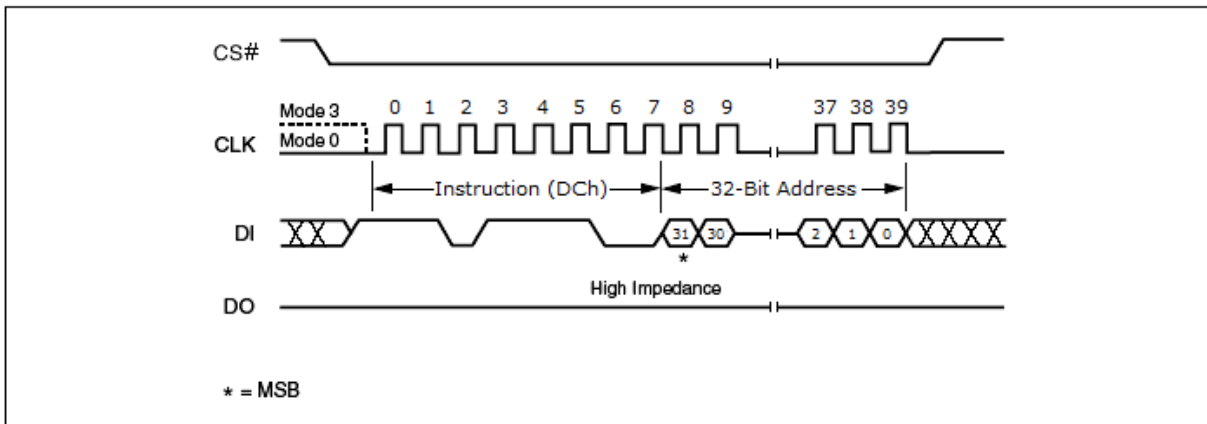 CS#
Mode 3
0 1 2 3 4 5 6 7 8 9 37 38 39
CLK
Mode 0
Instruction (DCh) 32-Bit Address
DI 31 30 2 1 0
*
High Impedance
DO
* = MSB